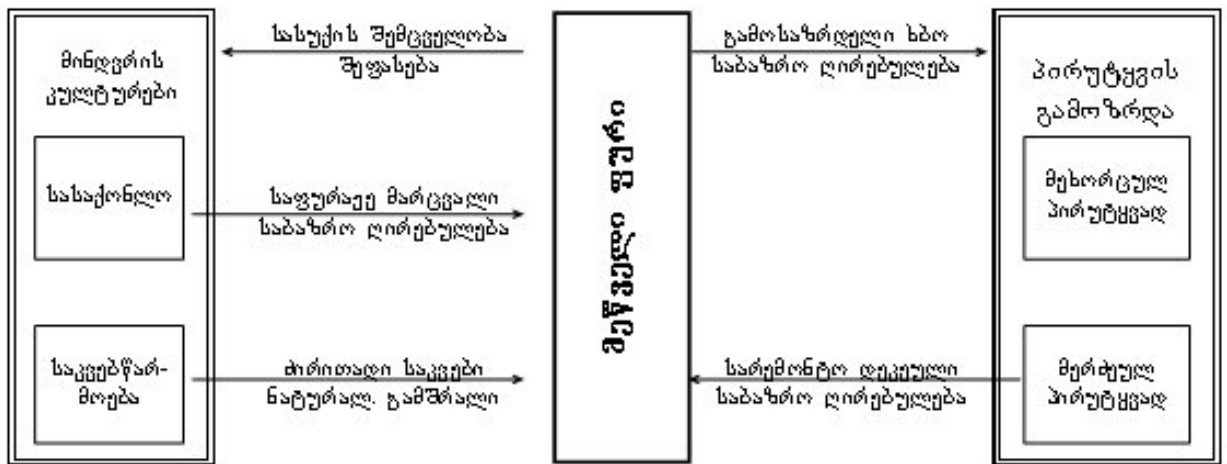 მინდვრის
კულტურები
სასაქონლო
საკვებწარ-
მოება
სასუქის შემცველობა
შეფასება
საფურაჟე მარცვალი
საბაზრო ღირებულება
ძირითადი საკვები
ნატურალ. გამშრალი
მეწველი ფური
გამოსაზრდელი ხბო
საბაზრო ღირებულება
სარემონტო დეკეული
საბაზრო ღირებულება
პირუტყვის
გამოზრდა
მეხორცულ
პირუტყვად
მერძეულ
პირუტყვად